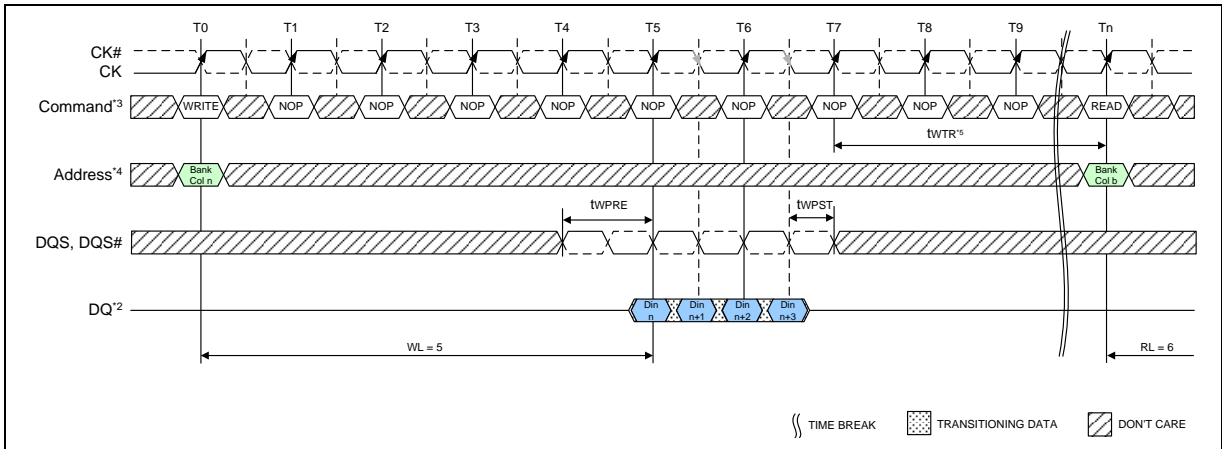 T0 T1 T2 T3 T4 T5 T6 T7 T8 T9 Tn
CK#
CK
Command*3 WRITE NOP NOP NOP NOP NOP NOP NOP NOP NOP READ
tWTR*5
Address*4 Bank Col n Bank Col b
tWPRE tWPST
DQS, DQS#
DQ*2 Din n Din n+1 Din n+2 Din n+3
WL = 5 RL = 6
TIME BREAK TRANSITIONING DATA DON'T CARE